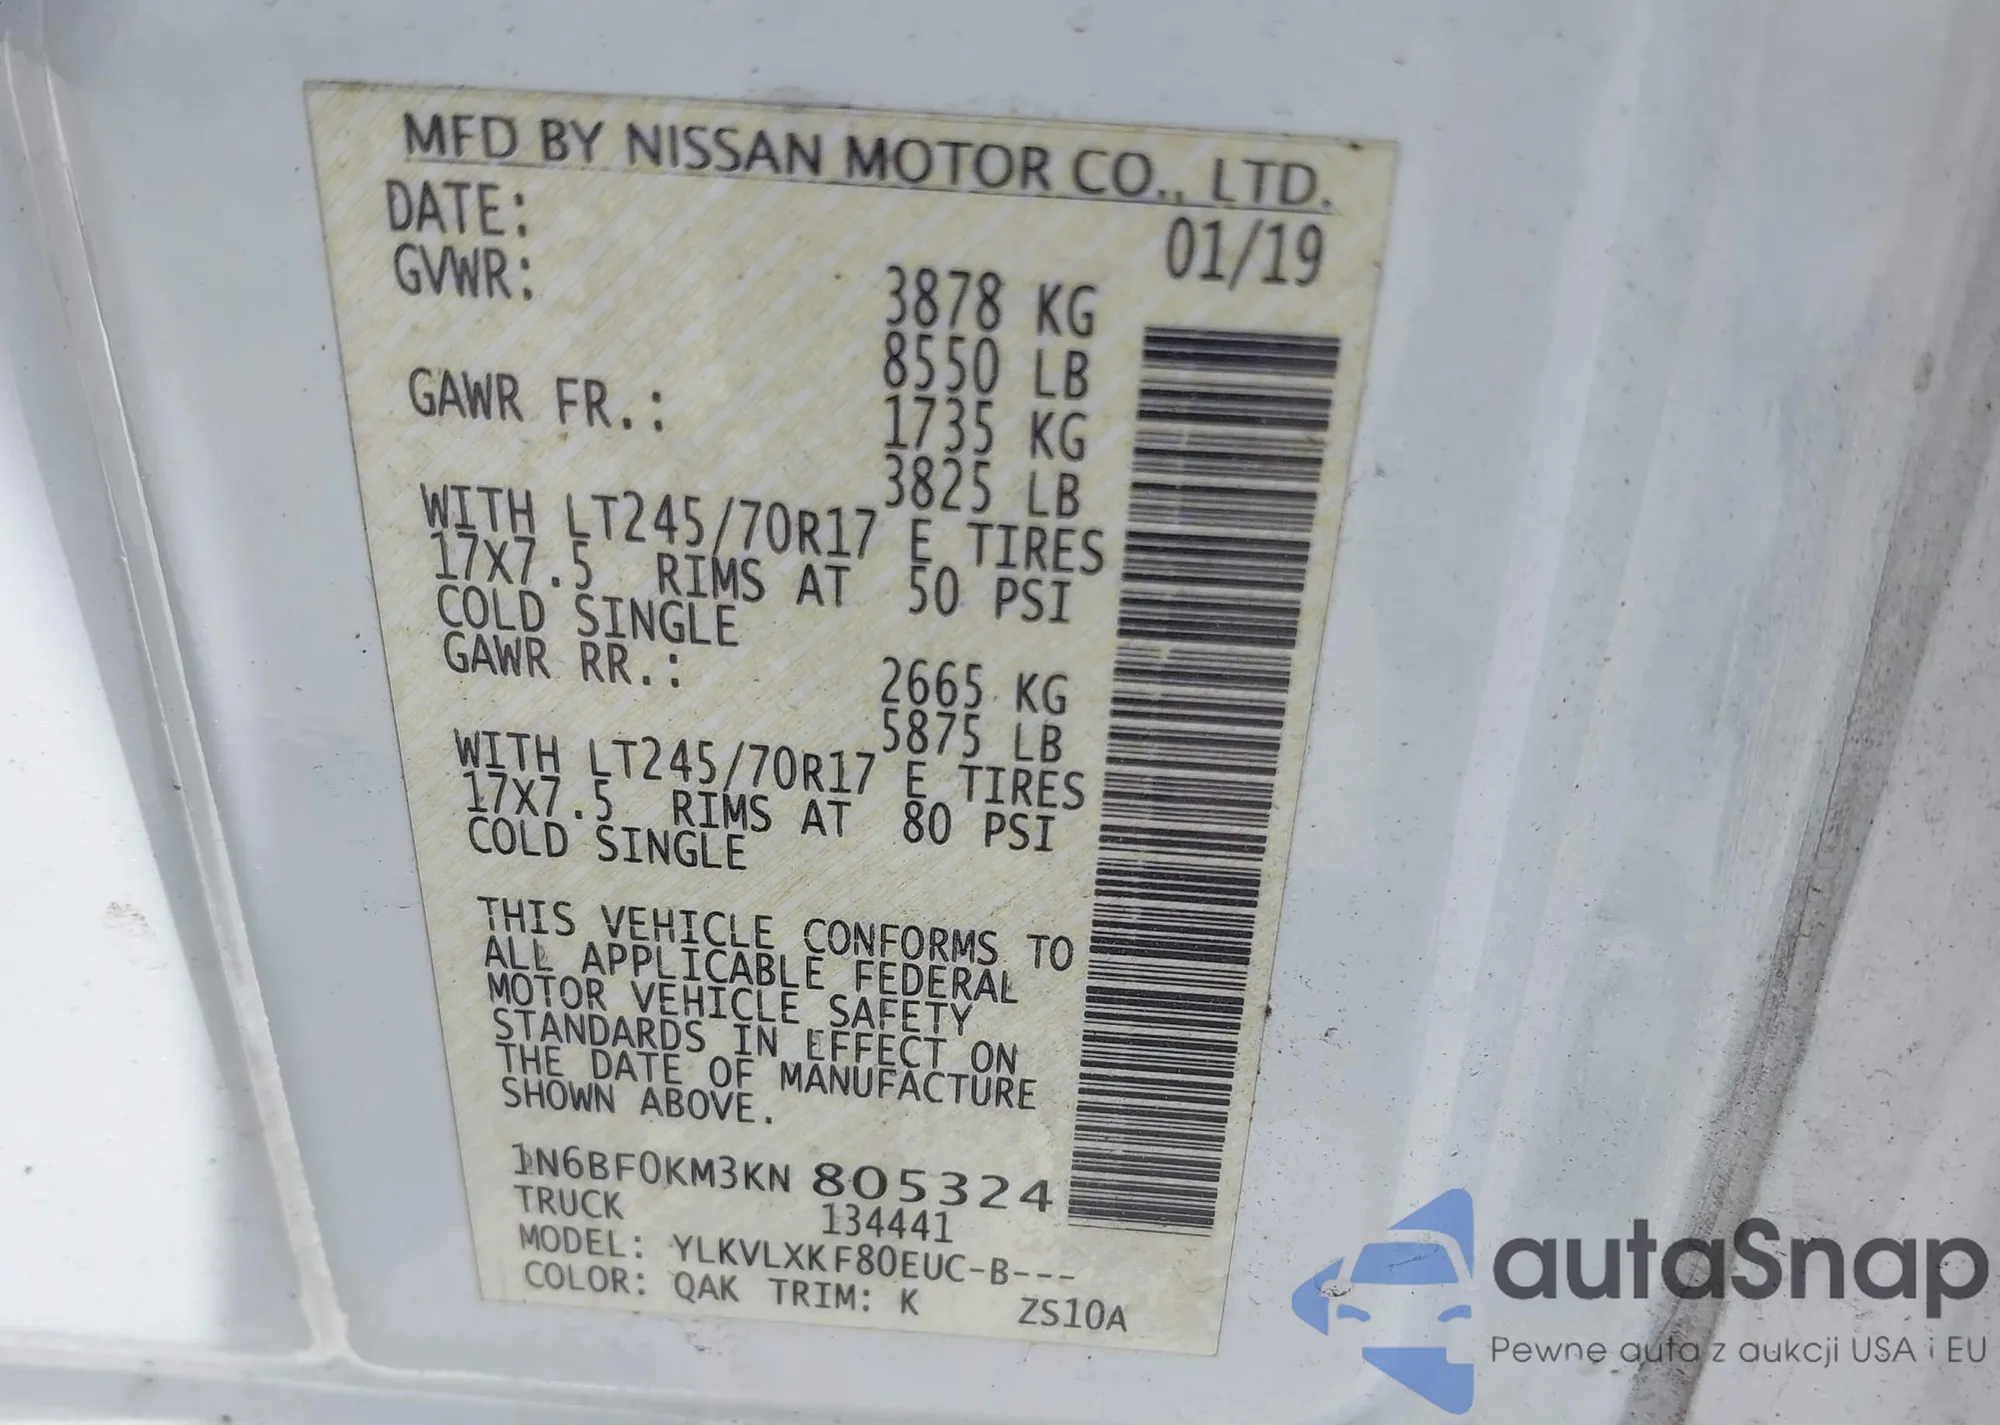 MFD BY NISSAN MOTOR CO., LTD.
DATE: 01/19
GVWR: 3878 KG
8550 LB
GAWR FR.: 1735 KG
3825 LB
WITH LT245/70R17 E TIRES
17X7.5 RIMS AT 50 PSI
COLD SINGLE
GAWR RR.: 2665 KG
5875 LB
WITH LT245/70R17 E TIRES
17X7.5 RIMS AT 80 PSI
COLD SINGLE
THIS VEHICLE CONFORMS TO
ALL APPLICABLE FEDERAL
MOTOR VEHICLE SAFETY
STANDARDS IN EFFECT ON
THE DATE OF MANUFACTURE
SHOWN ABOVE.
1N6BF0KM3KN 805324
TRUCK 134441
MODEL: YLKVLXKF80EUC-B---
COLOR: QAK TRIM: K ZS10A
autaSnap
Pewne auta z aukcji USA i EU